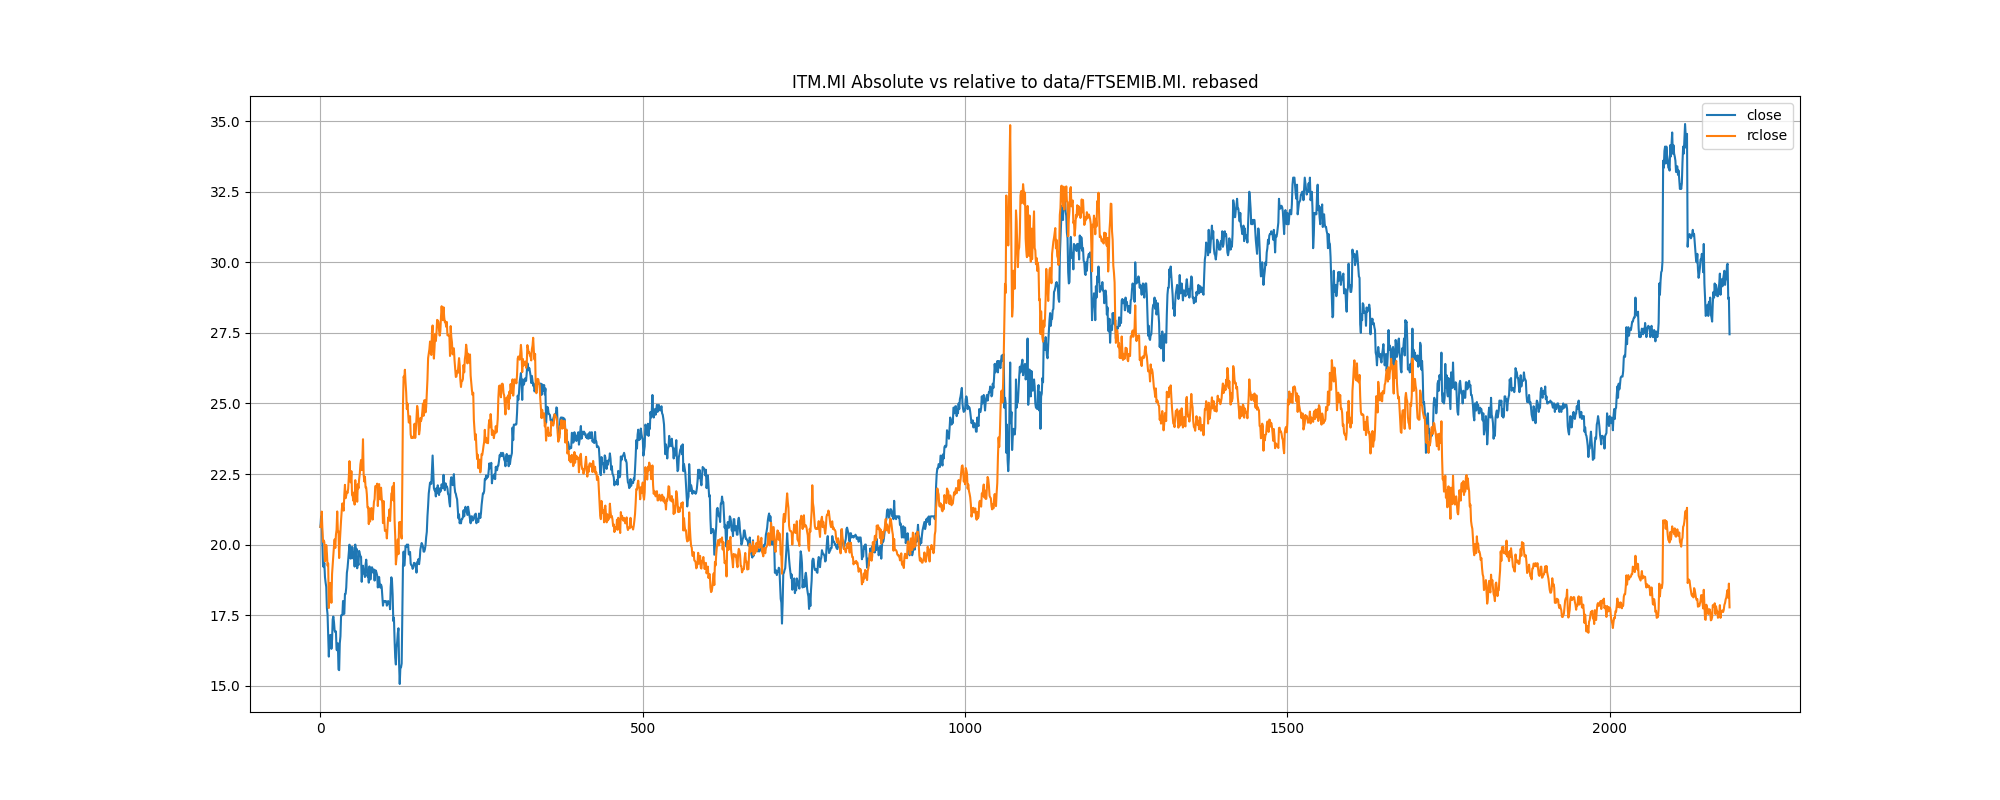 ITM.MI Absolute vs relative to data/FTSEMIB.MI. rebased
close
rclose
35.0
32.5
30.0
27.5
25.0
22.5
20.0
17.5
15.0
0 500 1000 1500 2000